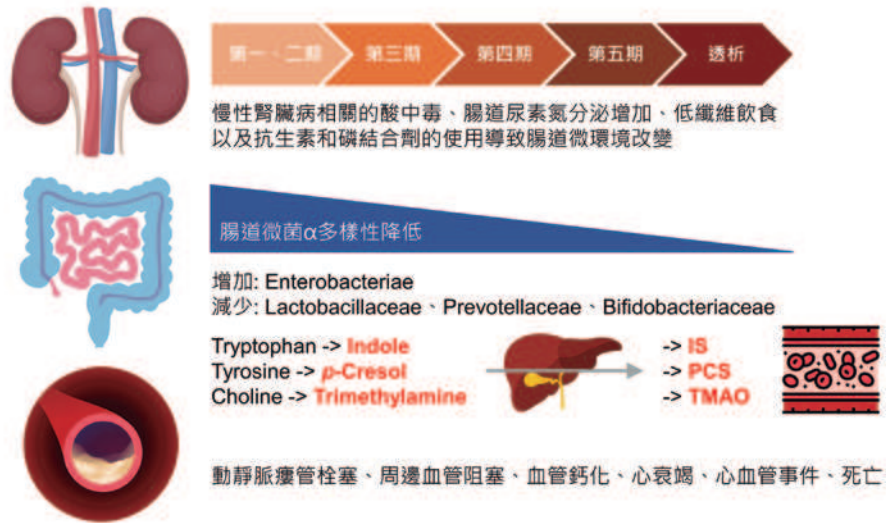 第一、二期 第三期 第四期 第五期 透析
慢性腎臟病相關的酸中毒、腸道尿素氮分泌增加、低纖維飲食
以及抗生素和磷結合劑的使用導致腸道微環境改變
腸道微菌α多樣性降低
增加: Enterobacteriae
減少: Lactobacillaceae、Prevotellaceae、Bifidobacteriaceae
Tryptophan -> Indole -> IS
Tyrosine -> p-Cresol -> PCS
Choline -> Trimethylamine -> TMAO
動靜脈瘻管栓塞、周邊血管阻塞、血管鈣化、心衰竭、心血管事件、死亡